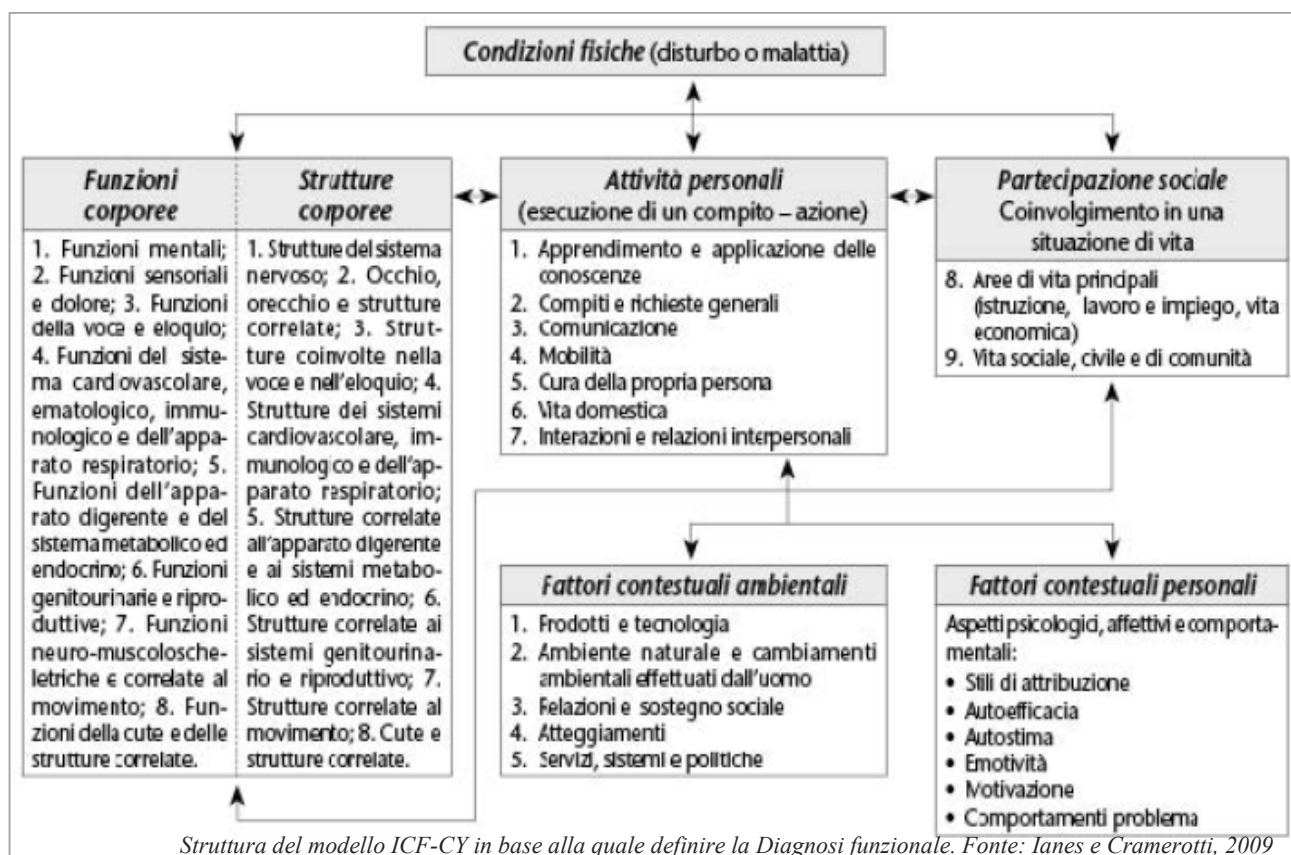 Condizioni fisiche (disturbo o malattia)
Funzioni
corporee
1. Funzioni mentali;
2. Funzioni sensoriali
e dolore; 3. Funzioni
della voce e eloquio;
4. Funzioni del siste-
ma cardiovascolare,
ematologico, immu-
nologico e dell'appa-
rato respiratorio; 5.
Funzioni dell'appa-
rato digerente e del
sistema metabolico ed
endocrino; 6. Funzioni
genitourinarie e ripro-
duttive; 7. Funzioni
neuro-muscolosche-
letriche e correlate al
movimento; 8. Fun-
zioni della cute e delle
strutture correlate.
Strutture
corporee
1. Strutture del sistema
nervoso; 2. Occhio,
orecchio e strutture
correlate; 3. Strut-
ture coinvolte nella
voce e nell'eloquio; 4.
Strutture dei sistemi
cardiovascolare, im-
munologico e dell'ap-
parato respiratorio;
5. Strutture correlate
all'apparato digerente
e ai sistemi metabo-
lico ed endocrino; 6.
Strutture correlate ai
sistemi genitourina-
rio e riproduttivo; 7.
Strutture correlate al
movimento; 8. Cute e
strutture correlate.
Attività personali
(esecuzione di un compito – azione)
1. Apprendimento e applicazione delle
conoscenze
2. Compiti e richieste generali
3. Comunicazione
4. Mobilità
5. Cura della propria persona
6. Vita domestica
7. Interazioni e relazioni interpersonali
Partecipazione sociale
Coinvolgimento in una
situazione di vita
8. Aree di vita principali
(istruzione, lavoro e impiego, vita
economica)
9. Vita sociale, civile e di comunità
Fattori contestuali ambientali
1. Prodotti e tecnologia
2. Ambiente naturale e cambiamenti
ambientali effettuati dall'uomo
3. Relazioni e sostegno sociale
4. Atteggiamenti
5. Servizi, sistemi e politiche
Fattori contestuali personali
Aspetti psicologici, affettivi e comporta-
mentali:
• Stili di attribuzione
• Autoefficacia
• Autostima
• Emotività
• Motivazione
• Comportamenti problema
Struttura del modello ICF-CY in base alla quale definire la Diagnosi funzionale. Fonte: Ianes e Cramerotti, 2009